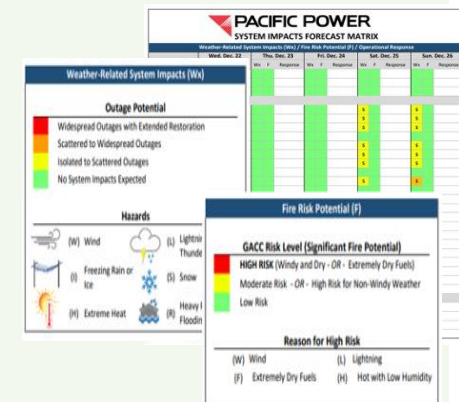 PACIFIC POWER
SYSTEM IMPACTS FORECAST MATRIX
Weather-Related System Impacts (Wx) / Fire Risk Potential (F) / Operational Response
Wed. Dec. 22 Thu. Dec. 23 Fri. Dec. 24 Sat. Dec. 25 Sun. Dec. 26
Wx F Response Wx F Response Wx F Response Wx F Response
S S
S S
S S
S S
S S
S S
S S
Weather-Related System Impacts (Wx)
Outage Potential
Widespread Outages with Extended Restoration
Scattered to Widespread Outages
Isolated to Scattered Outages
No System Impacts Expected
Hazards
(W) Wind
(L)
(I) Freezing Rain or Ice
(S) Snow
(H) Extreme Heat
(R) Heavy
Fire Risk Potential (F)
GACC Risk Level (Significant Fire Potential)
HIGH RISK (Windy and Dry - OR - Extremely Dry Fuels)
Moderate Risk - OR - High Risk for Non-Windy Weather
Low Risk
Reason for High Risk
(W) Wind (L) Lightning
(F) Extremely Dry Fuels (H) Hot with Low Humidity